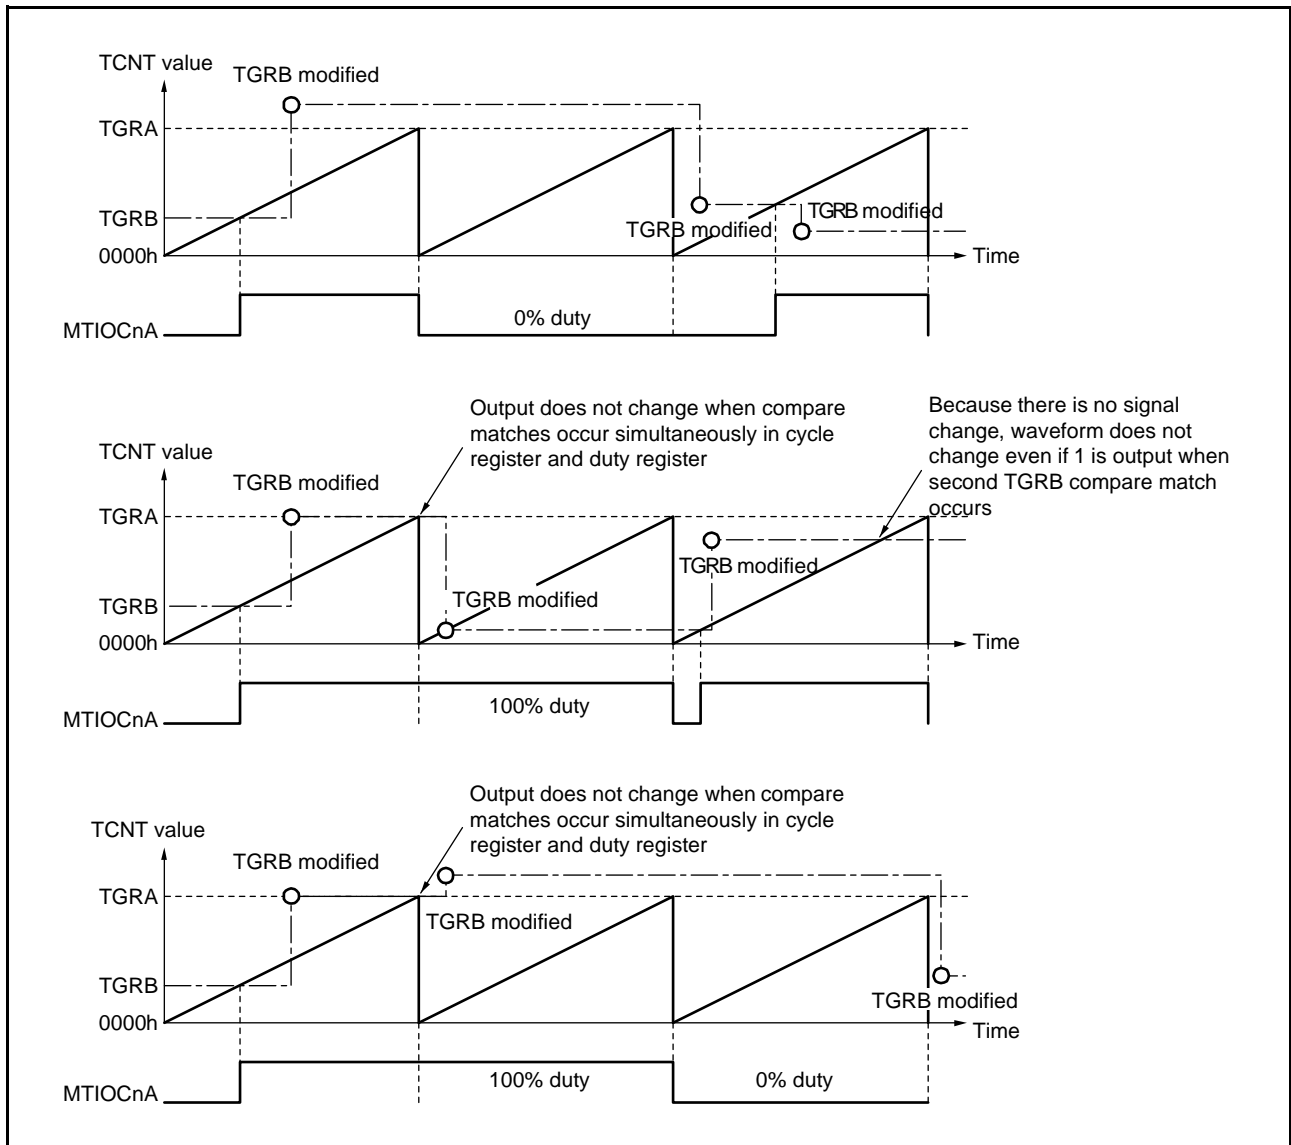 TCNT value
TGRB modified
TGRA
TGRB
TGRB modified
TGRB modified
0000h
Time
0% duty
MTIOCnA
Output does not change when compare
matches occur simultaneously in cycle
register and duty register
Because there is no signal
change, waveform does not
change even if 1 is output when
second TGRB compare match
occurs
TCNT value
TGRB modified
TGRA
TGRB modified
TGRB modified
TGRB
0000h
Time
100% duty
MTIOCnA
Output does not change when compare
matches occur simultaneously in cycle
register and duty register
TCNT value
TGRB modified
TGRA
TGRB modified
TGRB
TGRB modified
0000h
Time
100% duty
0% duty
MTIOCnA